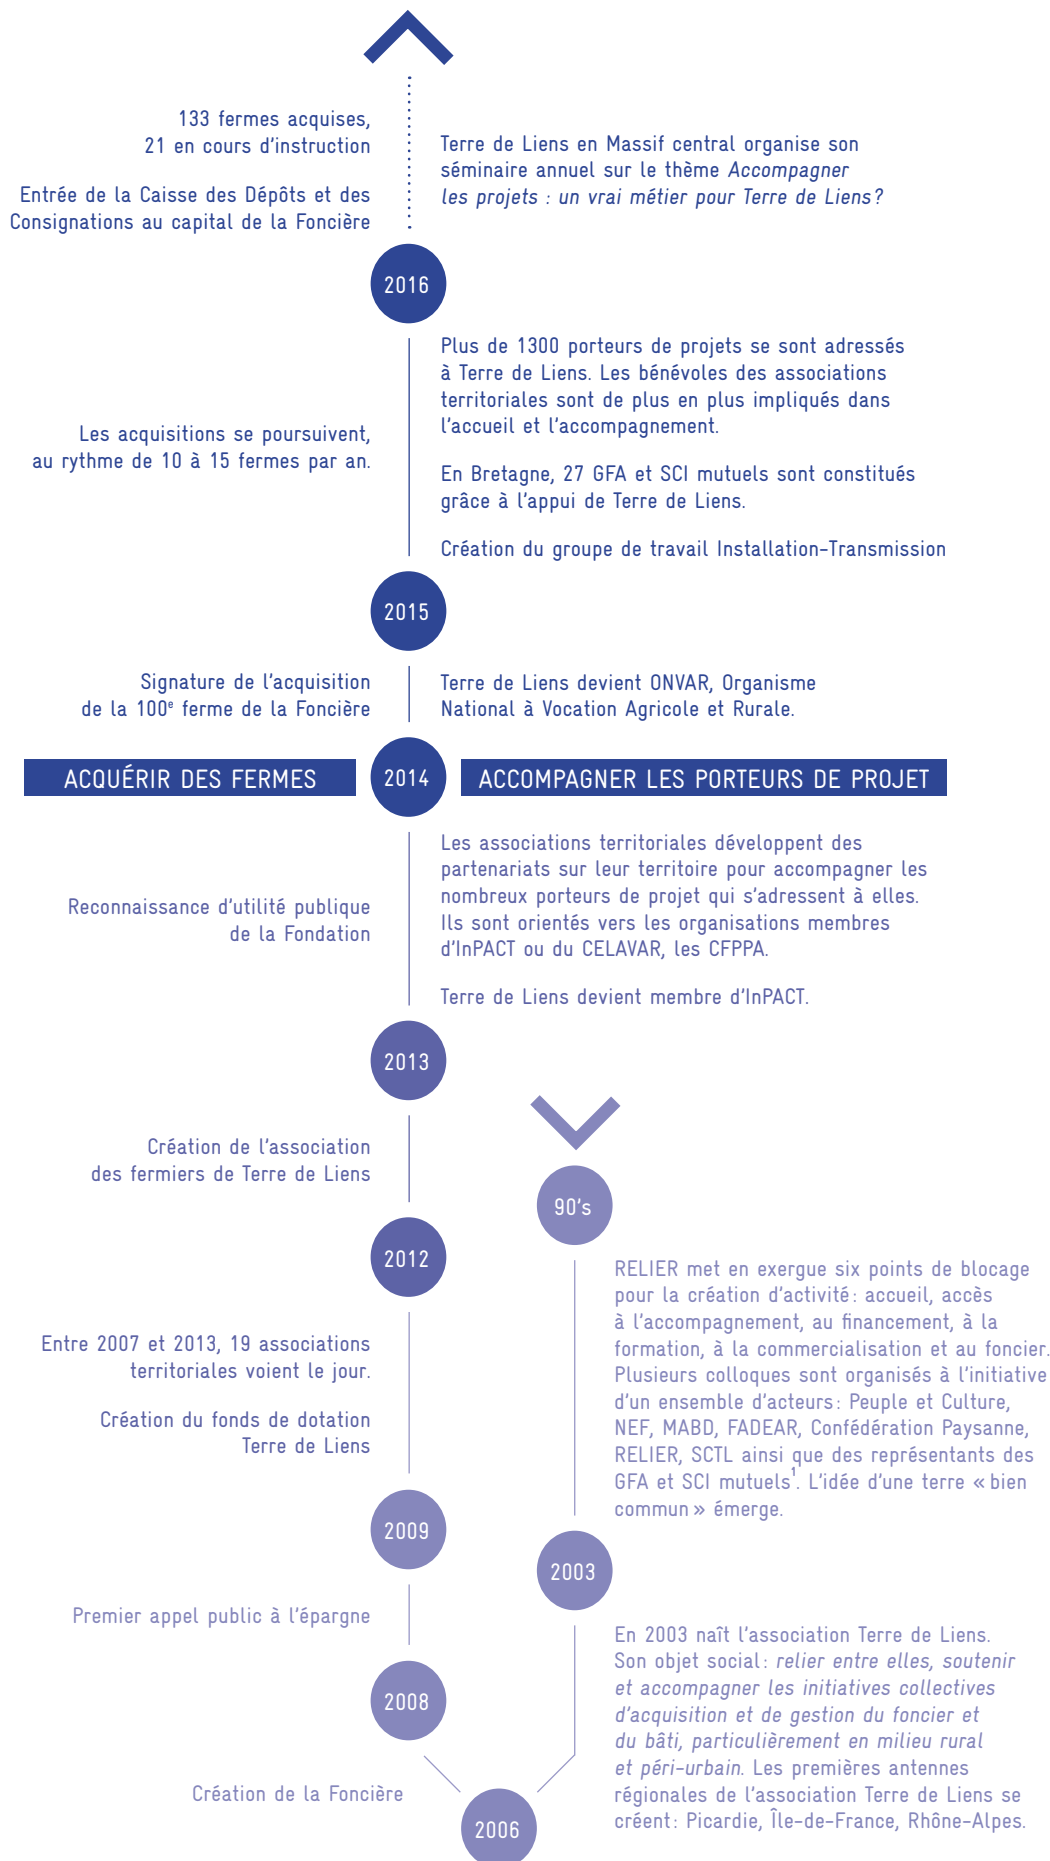 133 fermes acquises,
21 en cours d'instruction
Entrée de la Caisse des Dépôts et des
Consignations au capital de la Foncière
Terre de Liens en Massif central organise son
séminaire annuel sur le thème Accompagner
les projets : un vrai métier pour Terre de Liens ?
2016
Les acquisitions se poursuivent,
au rythme de 10 à 15 fermes par an.
Plus de 1300 porteurs de projets se sont adressés
à Terre de Liens. Les bénévoles des associations
territoriales sont de plus en plus impliqués dans
l'accueil et l'accompagnement.
En Bretagne, 27 GFA et SCI mutuels sont constitués
grâce à l'appui de Terre de Liens.
Création du groupe de travail Installation-Transmission
2015
Signature de l'acquisition
de la 100e ferme de la Foncière
Terre de Liens devient ONVAR, Organisme
National à Vocation Agricole et Rurale.
ACQUÉRIR DES FERMES
2014
ACCOMPAGNER LES PORTEURS DE PROJET
Reconnaissance d'utilité publique
de la Fondation
Les associations territoriales développent des
partenariats sur leur territoire pour accompagner les
nombreux porteurs de projet qui s'adressent à elles.
Ils sont orientés vers les organisations membres
d'InPACT ou du CELAVAR, les CFPPA.
Terre de Liens devient membre d'InPACT.
2013
Création de l'association
des fermiers de Terre de Liens
2012
Entre 2007 et 2013, 19 associations
territoriales voient le jour.
Création du fonds de dotation
Terre de Liens
2009
Premier appel public à l'épargne
2008
Création de la Foncière
2006
90's
RELIER met en exergue six points de blocage
pour la création d'activité : accueil, accès
à l'accompagnement, au financement, à la
formation, à la commercialisation et au foncier.
Plusieurs colloques sont organisés à l'initiative
d'un ensemble d'acteurs : Peuple et Culture,
NEF, MABD, FADEAR, Confédération Paysanne,
RELIER, SCTL ainsi que des représentants des
GFA et SCI mutuels1. L'idée d'une terre « bien
commun » émerge.
2003
En 2003 naît l'association Terre de Liens.
Son objet social : relier entre elles, soutenir
et accompagner les initiatives collectives
d'acquisition et de gestion du foncier et
du bâti, particulièrement en milieu rural
et péri-urbain. Les premières antennes
régionales de l'association Terre de Liens se
créent : Picardie, Île-de-France, Rhône-Alpes.